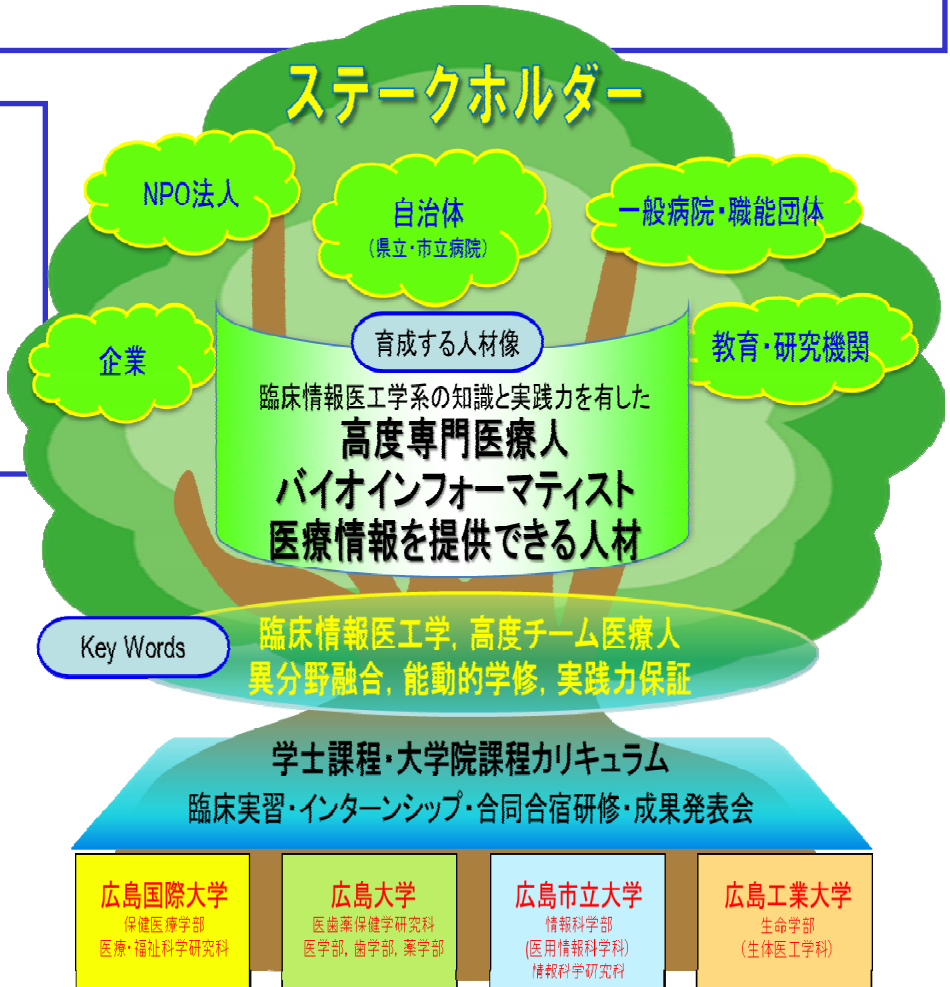 ステークホルダー
NPO法人
自治体
(県立・市立病院)
一般病院・職能団体
企業
教育・研究機関
育成する人材像
臨床情報医工学系の知識と実践力を有した
高度専門医療人
バイオインフォーマティスト
医療情報を提供できる人材
Key Words
臨床情報医工学, 高度チーム医療人
異分野融合, 能動的学修, 実践力保証
学士課程・大学院課程カリキュラム
臨床実習・インターンシップ・合同合宿研修・成果発表会
広島国際大学
保健医療学部
医療・福祉科学研究科
広島大学
医歯薬保健学研究科
医学部, 歯学部, 薬学部
広島市立大学
情報科学部
(医用情報科学科)
情報科学研究科
広島工業大学
生命学部
(生体医工学科)